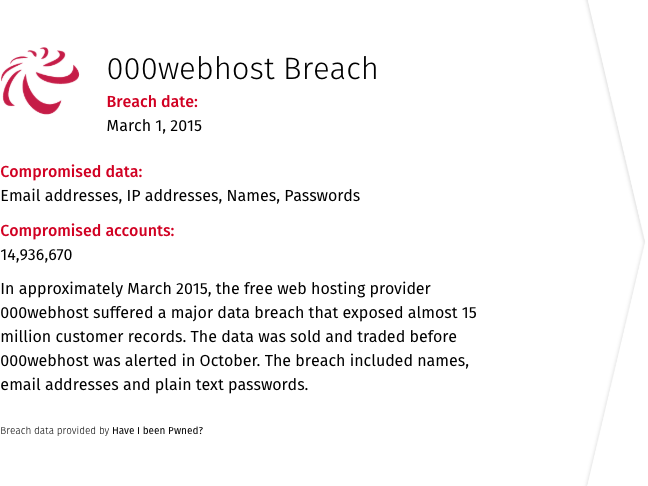 000webhost Breach
Breach date:
March 1, 2015
Compromised data:
Email addresses, IP addresses, Names, Passwords
Compromised accounts:
14,936,670
In approximately March 2015, the free web hosting provider
000webhost suffered a major data breach that exposed almost 15
million customer records. The data was sold and traded before
000webhost was alerted in October. The breach included names,
email addresses and plain text passwords.
Breach data provided by Have I been Pwned?